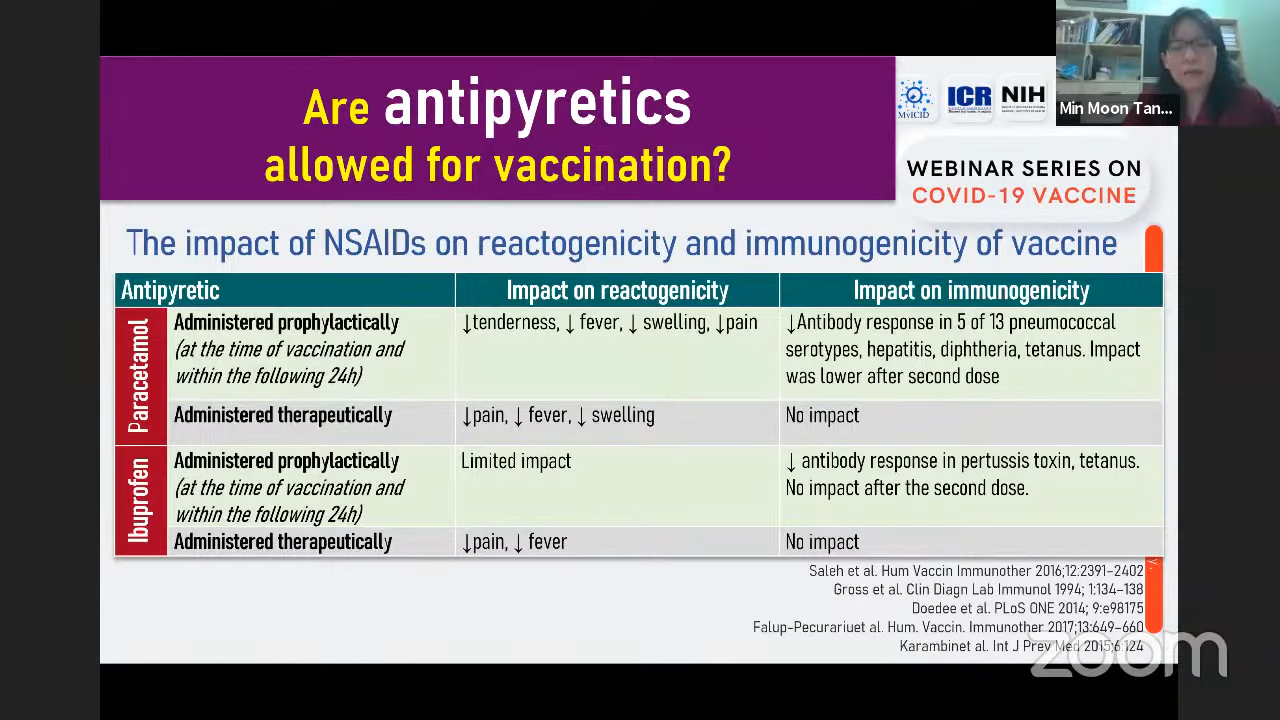 Are antipyretics
allowed for vaccination?
MyICID
ICR
NIH
Min Moon Tan...
WEBINAR SERIES ON
COVID-19 VACCINE
The impact of NSAIDs on reactogenicity and immunogenicity of vaccine
Antipyretic
Impact on reactogenicity
Impact on immunogenicity
Paracetamol
Administered prophylactically
(at the time of vaccination and
within the following 24h)
↓tenderness, ↓ fever, ↓ swelling, ↓pain
↓Antibody response in 5 of 13 pneumococcal
serotypes, hepatitis, diphtheria, tetanus. Impact
was lower after second dose
Administered therapeutically
↓pain, ↓ fever, ↓ swelling
No impact
Ibuprofen
Administered prophylactically
(at the time of vaccination and
within the following 24h)
Limited impact
↓ antibody response in pertussis toxin, tetanus.
No impact after the second dose.
Administered therapeutically
↓pain, ↓ fever
No impact
Saleh et al. Hum Vaccin Immunother 2016;12:2391–2402
Gross et al. Clin Diagn Lab Immunol 1994; 1:134–138
Doedee et al. PLoS ONE 2014; 9:e98175
Falup-Pecurariuet al. Hum. Vaccin. Immunother 2017;13:649–660
Karambinet al. Int J Prev Med 2015;6:124
zoom